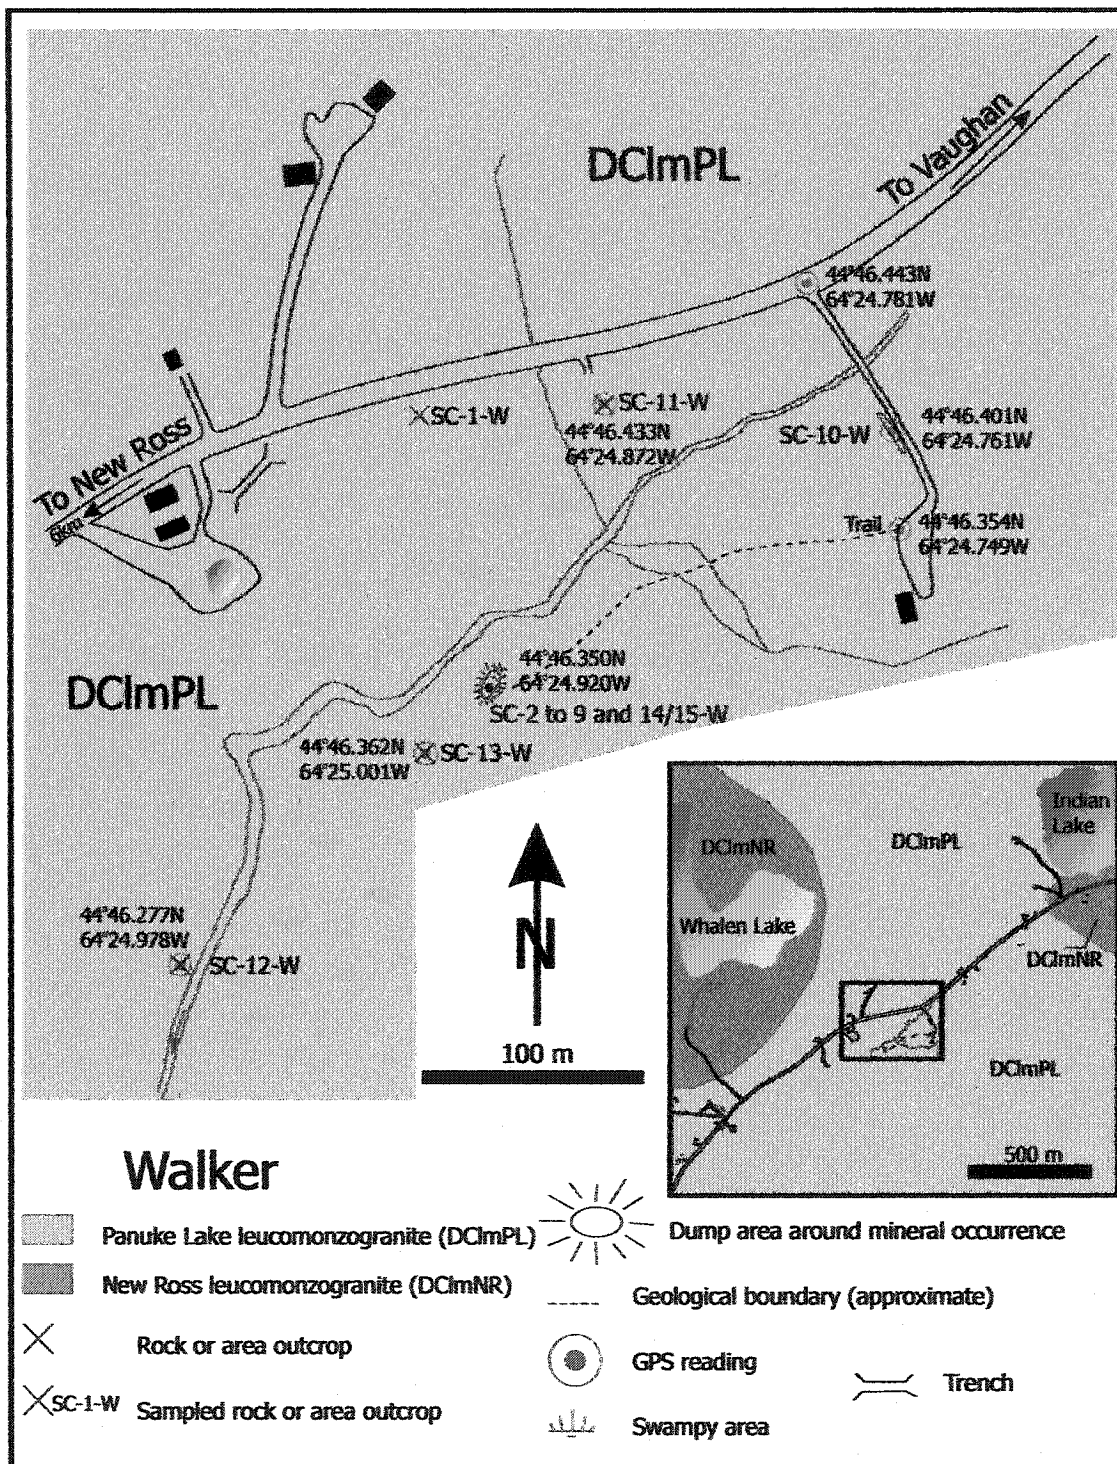 DClmPL
To Vaughan
44°46.443N
64°24.781W
SC-1-W
SC-11-W
44°46.433N
64°24.872W
SC-10-W
44°46.401N
64°24.761W
To New Ross
6km
Trail
44°46.354N
64°24.749W
44°46.350N
64°24.920W
SC-2 to 9 and 14/15-W
DClmPL
44°46.362N
64°25.001W
SC-13-W
44°46.277N
64°24.978W
SC-12-W
N
100 m
Indian
Lake
DClmNR
DClmPL
Whalen Lake
DClmNR
DClmPL
500 m
Walker
Panuke Lake leucomonzogranite (DClmPL)
New Ross leucomonzogranite (DClmNR)
Rock or area outcrop
SC-1-W
Sampled rock or area outcrop
Dump area around mineral occurrence
Geological boundary (approximate)
GPS reading
Swampy area
Trench